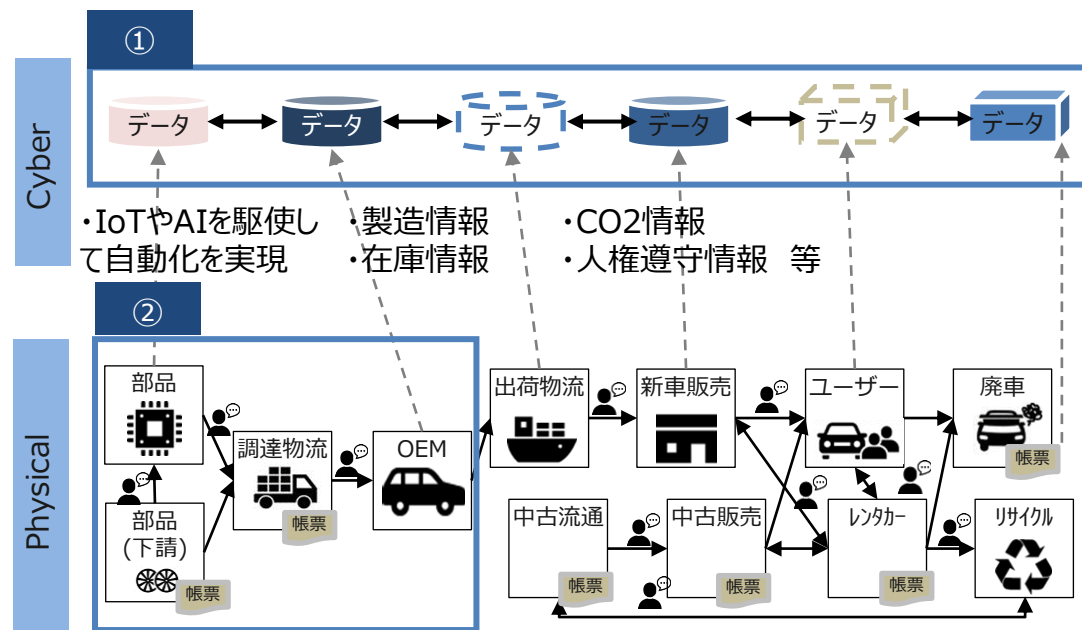 ①
Cyber
データ
データ
データ
データ
データ
データ
・IoTやAIを駆使し
て自動化を実現
・製造情報
・在庫情報
・CO2情報
・人権遵守情報　等
②
Physical
部品
調達物流
帳票
OEM
部品
(下請)
帳票
出荷物流
新車販売
ユーザー
廃車
帳票
中古流通
帳票
中古販売
帳票
レンタカー
帳票
リサイクル